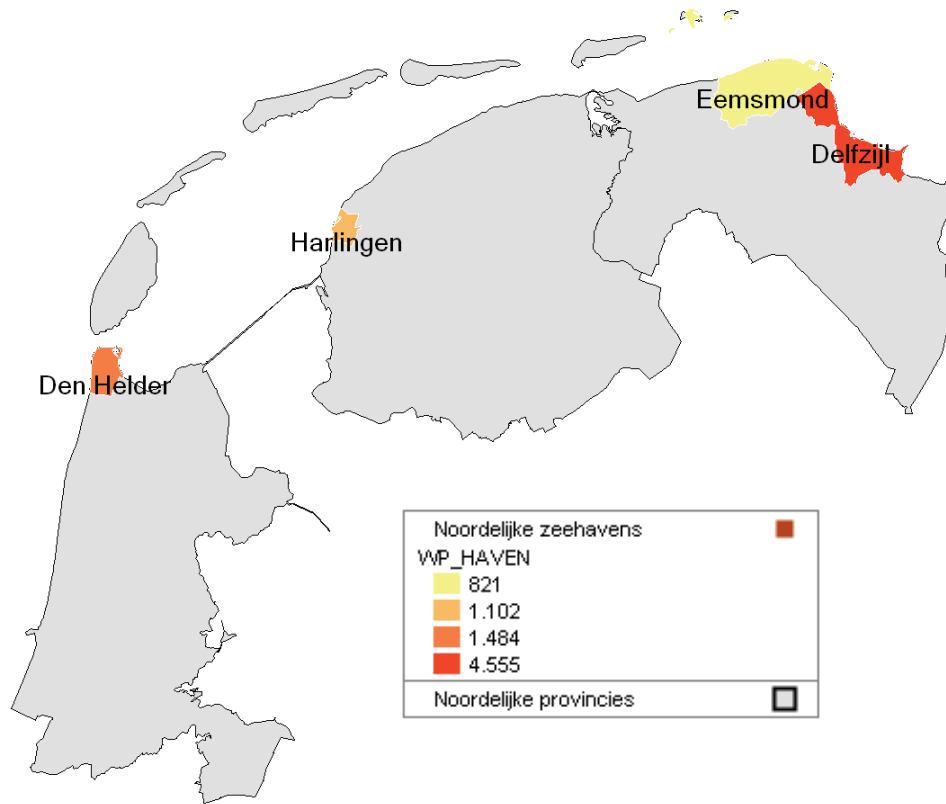 Eemsmond
Delfzijl
Harlingen
Den Helder
Noordelijke zeehavens
WP_HAVEN
821
1.102
1.484
4.555
Noordelijke provincies